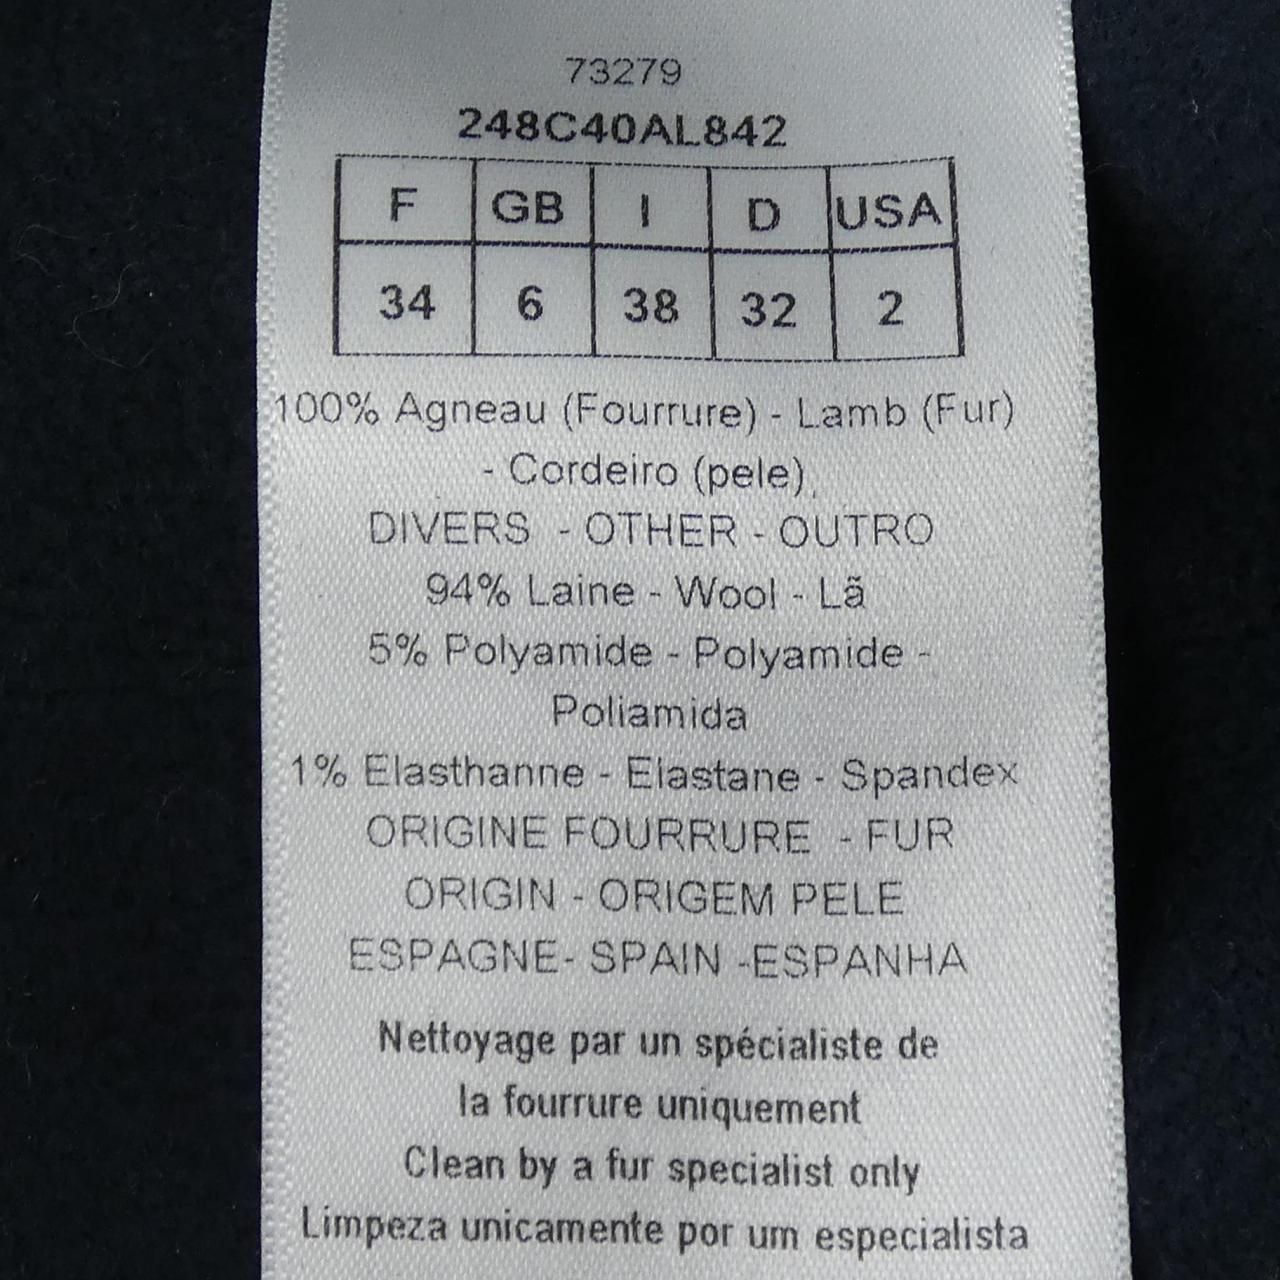 73279
248C40AL842
F GB I D USA
34 6 38 32 2
100% Agneau (Fourrure) - Lamb (Fur)
- Cordeiro (pele)
DIVERS - OTHER - OUTRO
94% Laine - Wool - Lã
5% Polyamide - Polyamide -
Poliamida
1% Elasthanne - Elastane - Spandex
ORIGINE FOURRURE - FUR
ORIGIN - ORIGEM PELE
ESPAGNE- SPAIN -ESPANHA
Nettoyage par un spécialiste de
la fourrure uniquement
Clean by a fur specialist only
Limpeza unicamente por um especialista